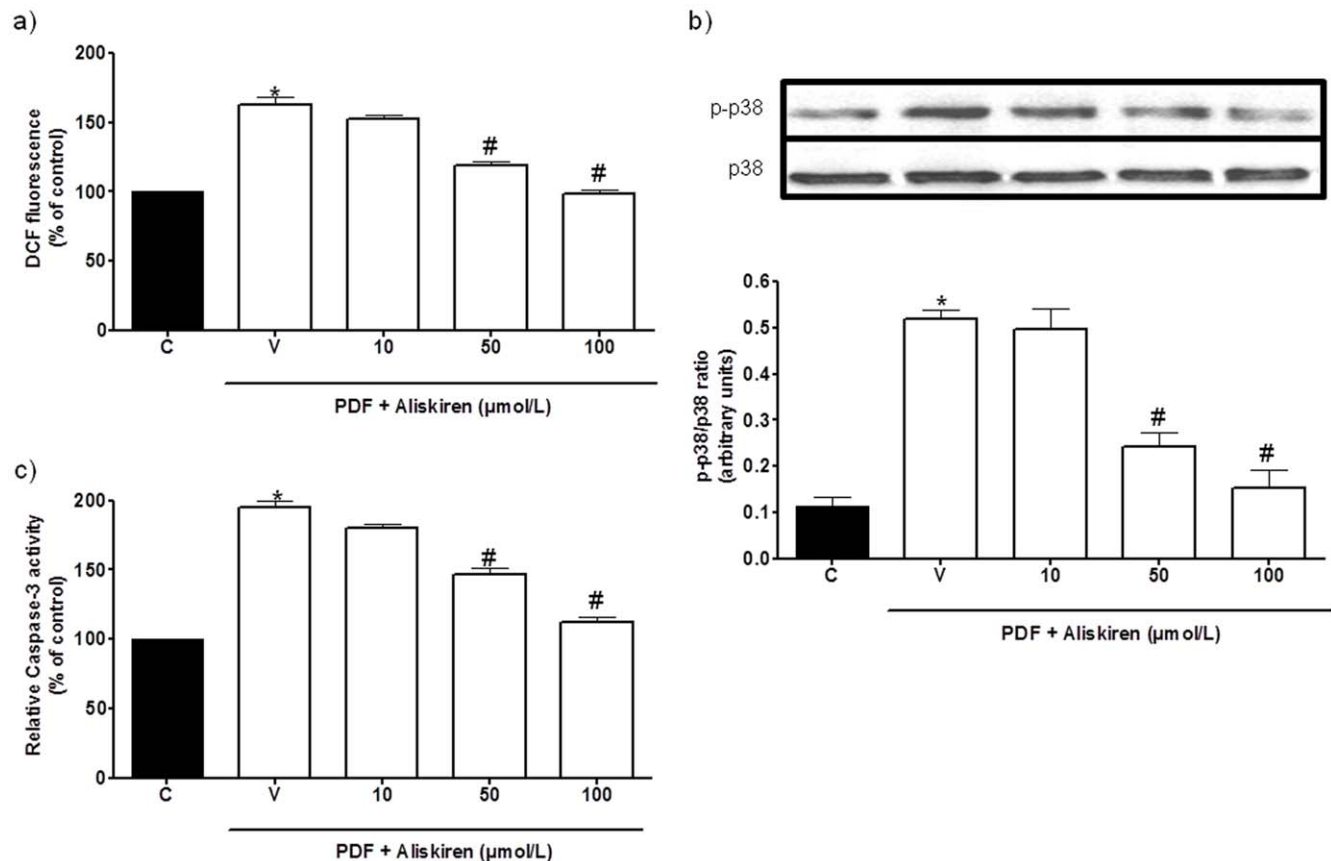 a)
DCF fluorescence
(% of control)
200
150
100
50
0
*
#
#
C V 10 50 100
PDF + Aliskiren (µmol/L)
b)
p-p38
p38
p-p38/p38 ratio
(arbitrary units)
0.6
0.5
0.4
0.3
0.2
0.1
0.0
*
#
#
C V 10 50 100
PDF + Aliskiren (µmol/L)
c)
Relative Caspase-3 activity
(% of control)
200
150
100
50
0
*
#
#
C V 10 50 100
PDF + Aliskiren (µmol/L)